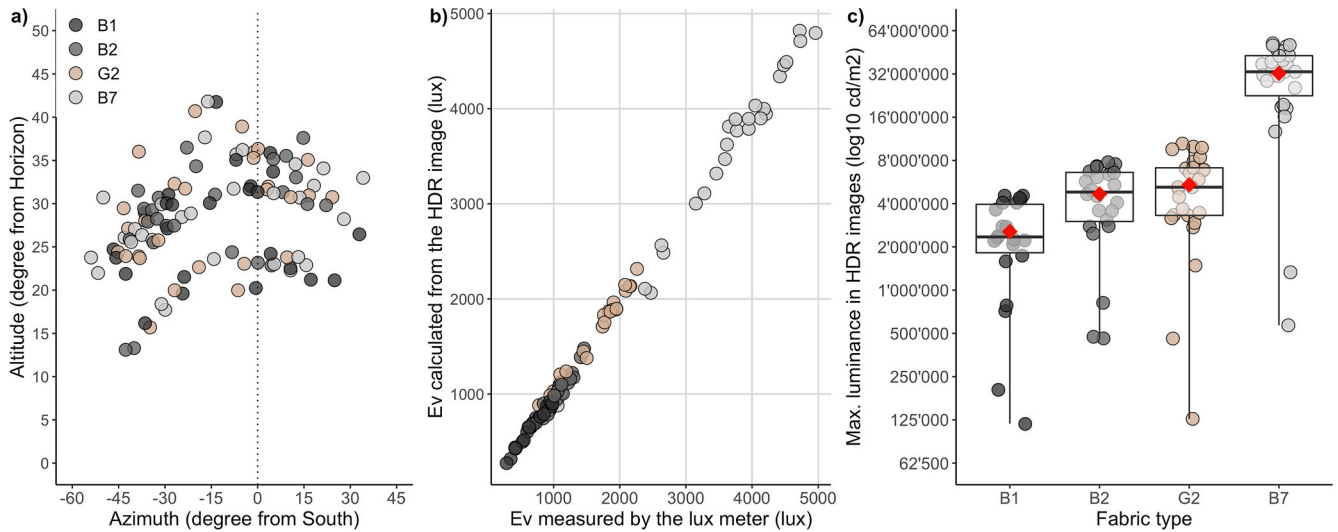 a)
B1
B2
G2
B7
50
45
40
35
30
25
20
15
10
5
0
Altitude (degree from Horizon)
-60 -45 -30 -15 0 15 30 45
Azimuth (degree from South)
b)
5000
4000
3000
2000
1000
Ev calculated from the HDR image (lux)
1000 2000 3000 4000 5000
Ev measured by the lux meter (lux)
c)
64'000'000
32'000'000
16'000'000
8'000'000
4'000'000
2'000'000
1'000'000
500'000
250'000
125'000
62'500
Max. luminance in HDR images (log10 cd/m2)
B1 B2 G2 B7
Fabric type